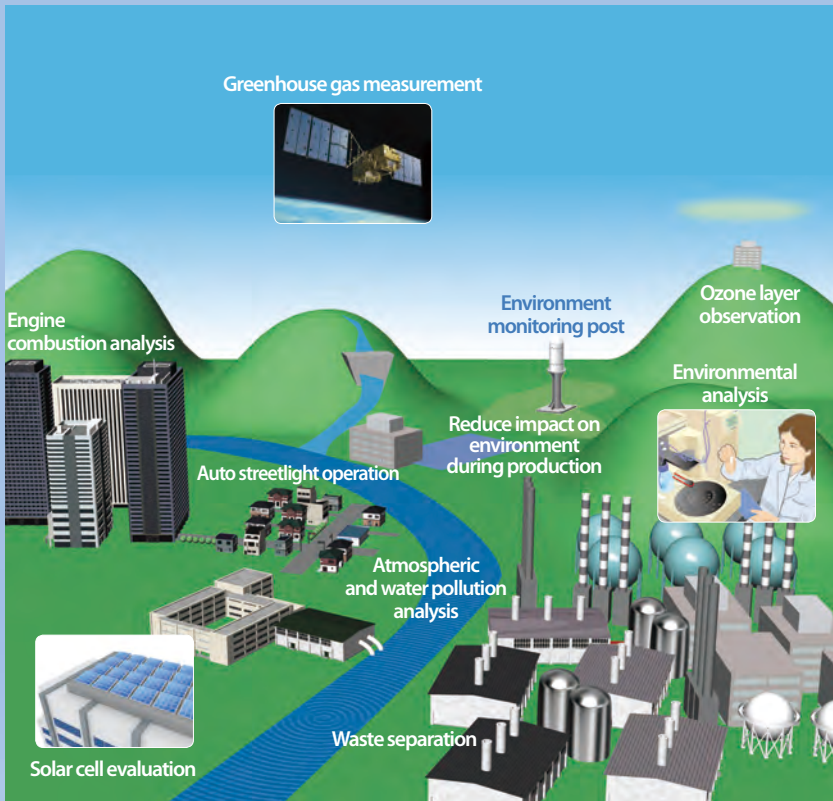 Greenhouse gas measurement
Ozone layer
observation
Environment
monitoring post
Engine
combustion analysis
Environmental
analysis
Reduce impact on
environment
during production
Auto streetlight operation
Atmospheric
and water pollution
analysis
Waste separation
Solar cell evaluation